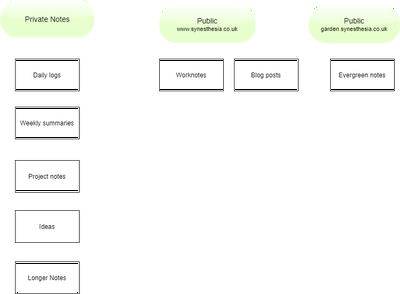 Private Notes
Public
www.synesthesia.co.uk
Public
garden.synesthesia.co.uk
Daily logs
Worknotes
Blog posts
Evergreen notes
Weekly summaries
Project notes
Ideas
Longer Notes